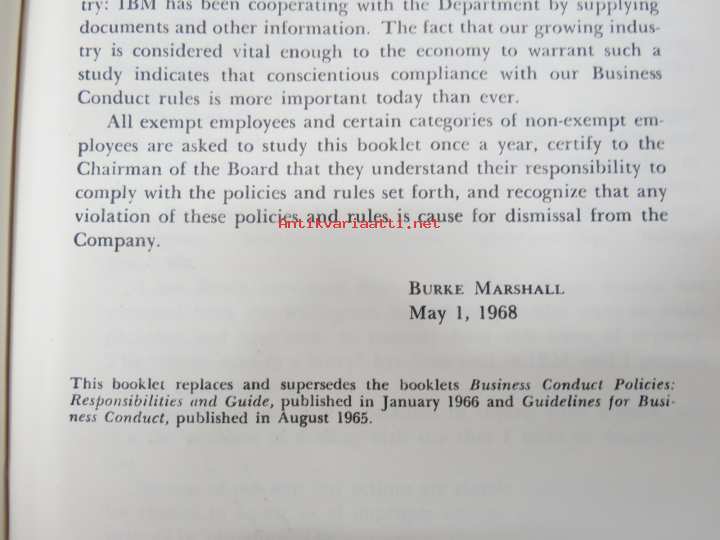 try: IBM has been cooperating with the Department by supplying
documents and other information. The fact that our growing indus-
try is considered vital enough to the economy to warrant such a
study indicates that conscientious compliance with our Business
Conduct rules is more important today than ever.
All exempt employees and certain categories of non-exempt em-
ployees are asked to study this booklet once a year, certify to the
Chairman of the Board that they understand their responsibility to
comply with the policies and rules set forth, and recognize that any
violation of these policies and rules is cause for dismissal from the
Antikvariaatti.net
Company.
BURKE MARSHALL
May 1, 1968
This booklet replaces and supersedes the booklets Business Conduct Policies:
Responsibilities and Guide, published in January 1966 and Guidelines for Busi-
ness Conduct, published in August 1965.